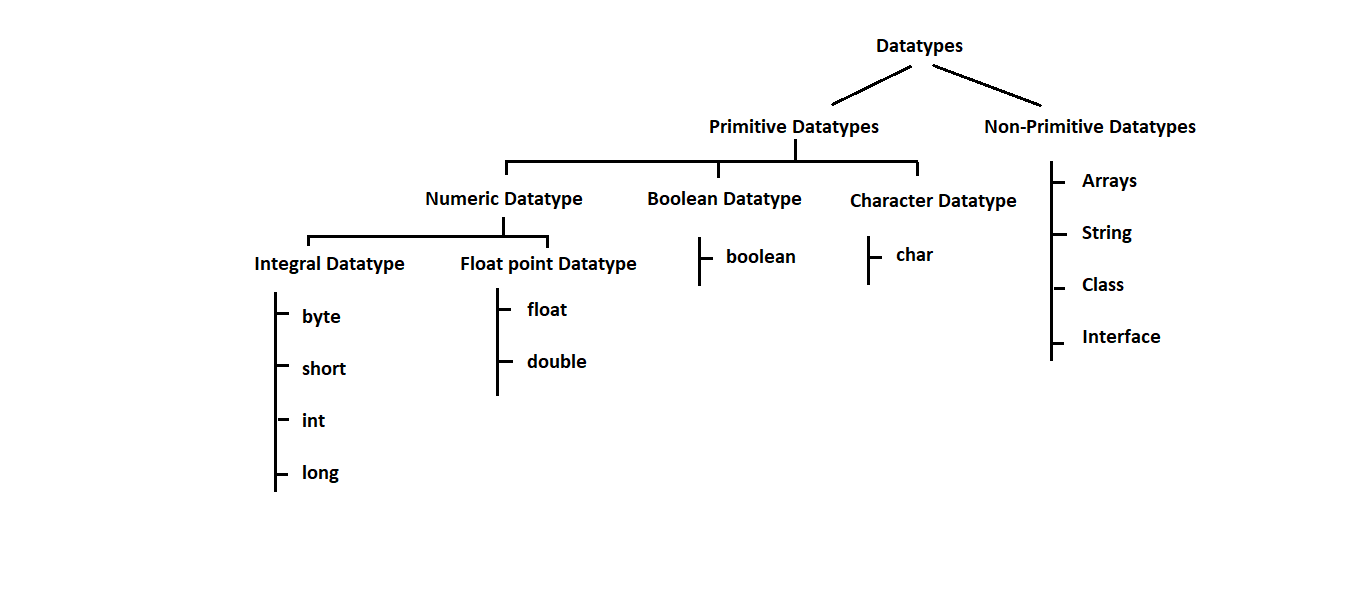 Datatypes
Primitive Datatypes
Non-Primitive Datatypes
Numeric Datatype
Boolean Datatype
Character Datatype
Integral Datatype
Float point Datatype
byte
short
int
long
float
double
boolean
char
Arrays
String
Class
Interface